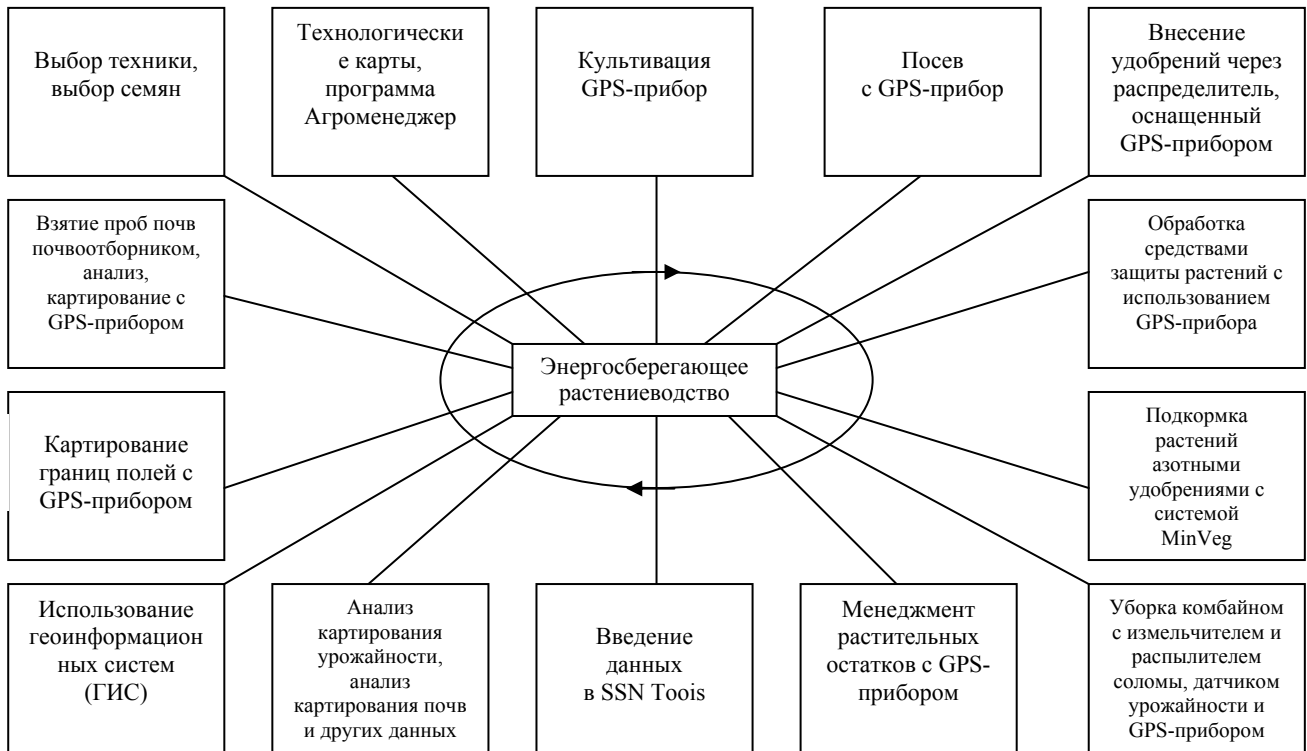 Выбор техники,
выбор семян
Технологически
е карты,
программа
Агроменеджер
Культивация
GPS-прибор
Посев
с GPS-прибор
Внесение
удобрений через
распределитель,
оснащенный
GPS-прибором
Взятие проб почв
почвоотборником,
анализ,
картирование с
GPS-прибором
Обработка
средствами
защиты растений с
использованием
GPS-прибора
Энергосберегающее
растениеводство
Картирование
границ полей с
GPS-прибором
Подкормка
растений
азотными
удобрениями с
системой
MinVeg
Использование
геоинформацион
ных систем
(ГИС)
Анализ
картирования
урожайности,
анализ
картирования почв
и других данных
Введение
данных
в SSN Toois
Менеджмент
растительных
остатков с GPS-
прибором
Уборка комбайном
с измельчителем и
распылителем
соломы, датчиком
урожайности и
GPS-прибором